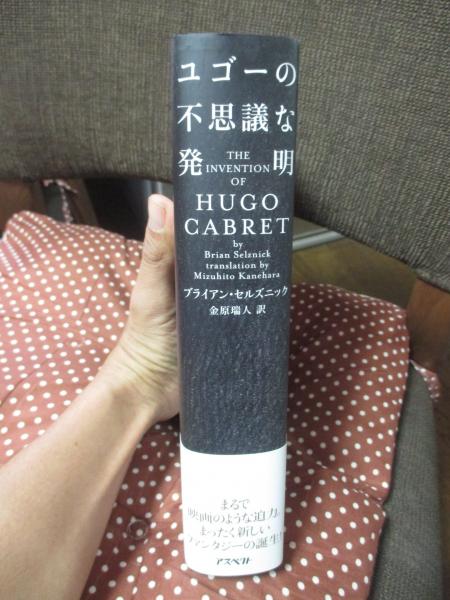 ユゴーの
不思議な
発明
THE
INVENTION
OF
HUGO
CABRET
by
Brian Selznick
translation by
Mizuhito Kanehara
ブライアン・セルズニック
金原瑞人 訳
まるで
映画のような迫力。
まったく新しい
ファンタジーの誕生!
アスペクト